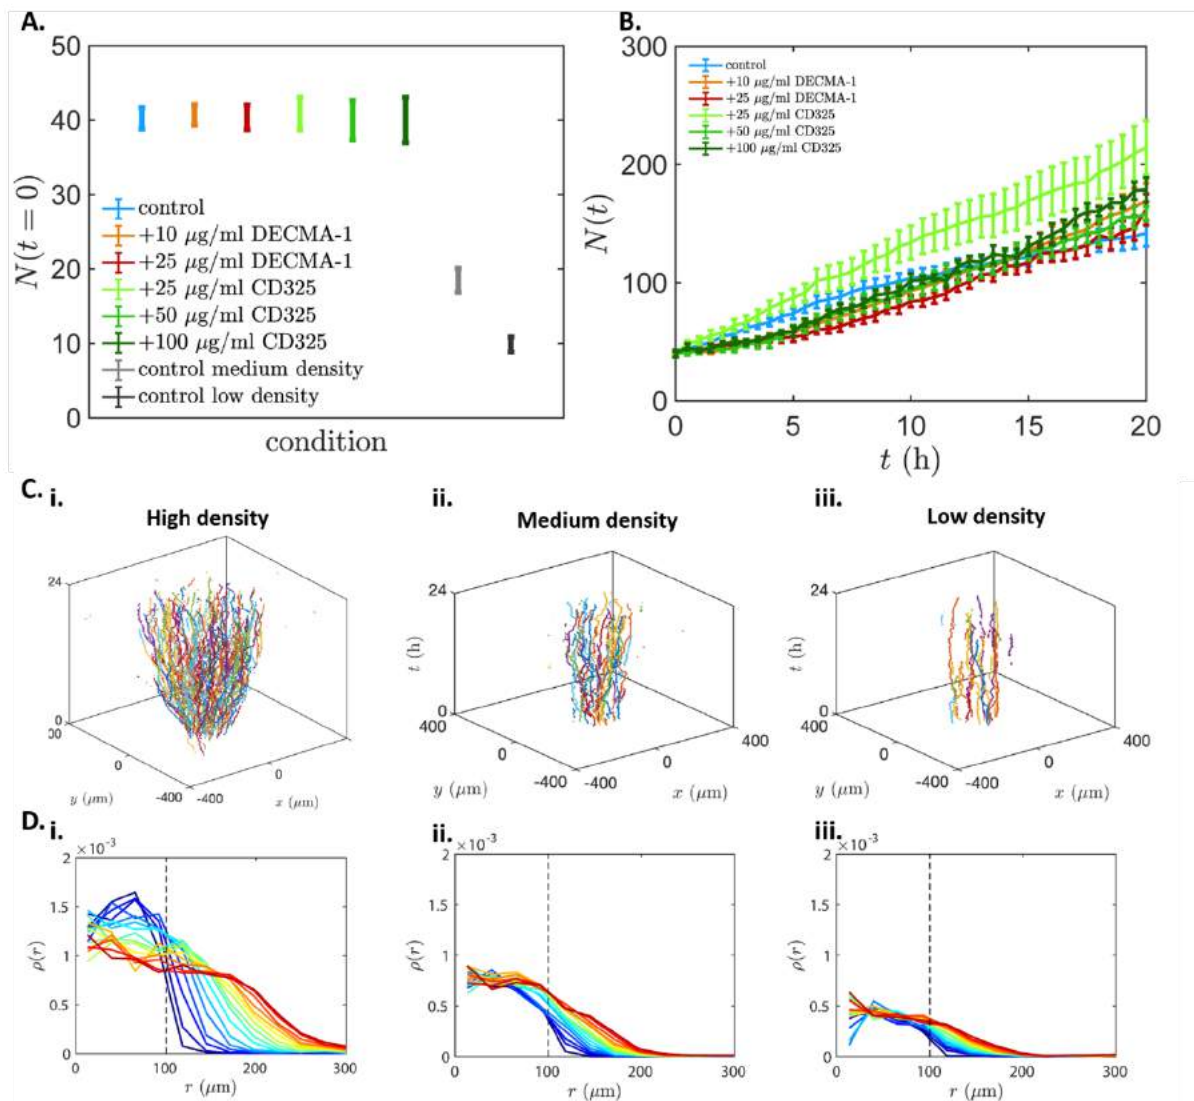 A.
50
40
30
20
10
0
N(t = 0)
control
+10 μg/ml DECMA-1
+25 μg/ml DECMA-1
+25 μg/ml CD325
+50 μg/ml CD325
+100 μg/ml CD325
control medium density
control low density
condition
B.
300
200
100
0
N(t)
control
+10 μg/ml DECMA-1
+25 μg/ml DECMA-1
+25 μg/ml CD325
+50 μg/ml CD325
+100 μg/ml CD325
0 5 10 15 20
t (h)
C.
i.
High density
24
0
00
0
-400
-400
0
y (μm)
x (μm)
ii.
Medium density
24
t (h)
0
400
0
-400
-400
0
400
y (μm)
x (μm)
iii.
Low density
24
t (h)
0
400
0
-400
-400
0
400
y (μm)
x (μm)
D.
i.
×10⁻³
2
1.5
1
0.5
0
ρ(r)
0 100 200 300
r (μm)
ii.
×10⁻³
2
1.5
1
0.5
0
ρ(r)
0 100 200 300
r (μm)
iii.
×10⁻³
2
1.5
1
0.5
0
ρ(r)
0 100 200 300
r (μm)